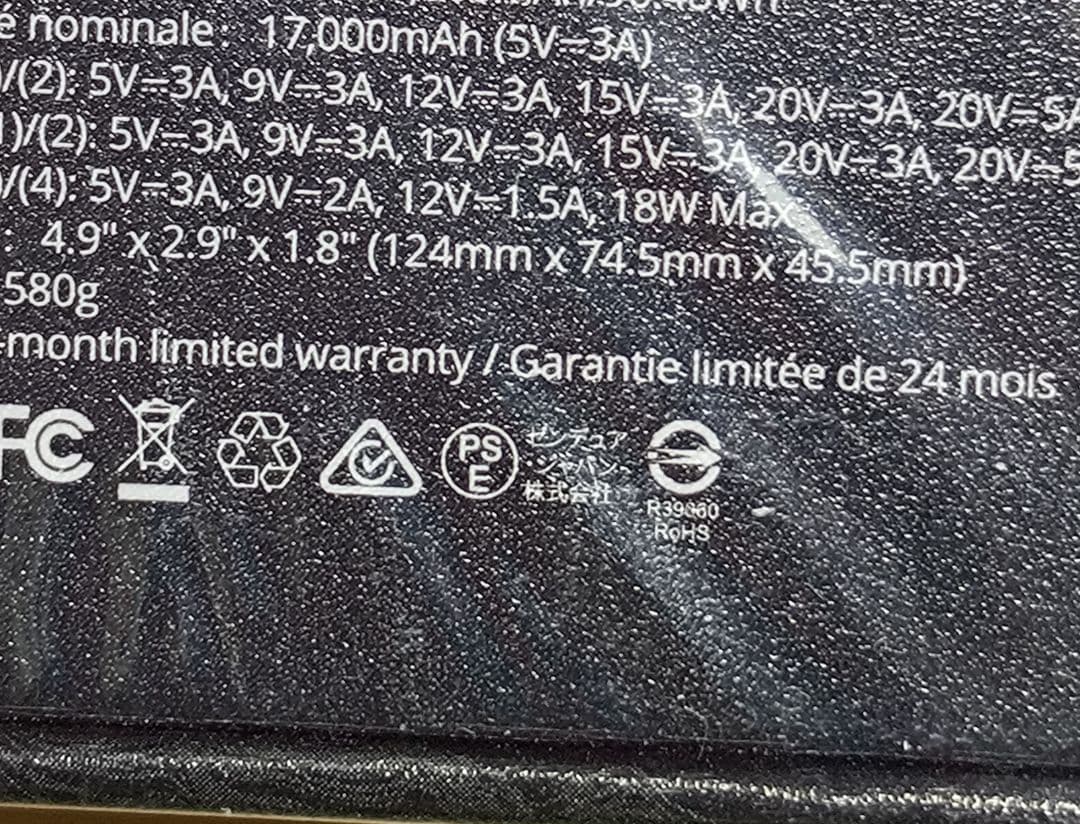 e nominale: 17,000mAh (5V⎓3A)
)/(2): 5V⎓3A, 9V⎓3A, 12V⎓3A, 15V⎓3A, 20V⎓3A, 20V⎓5A
1)/(2): 5V⎓3A, 9V⎓3A, 12V⎓3A, 15V⎓3A, 20V⎓3A, 20V⎓5
)/(4): 5V⎓3A, 9V⎓2A, 12V⎓1.5A, 18W Max
: 4.9" x 2.9" x 1.8" (124mm x 74.5mm x 45.5mm)
580g
-month limited warranty / Garantie limitée de 24 mois
FC
PS
E
ゼンデュア
・ジャパン
株式会社
RoHS